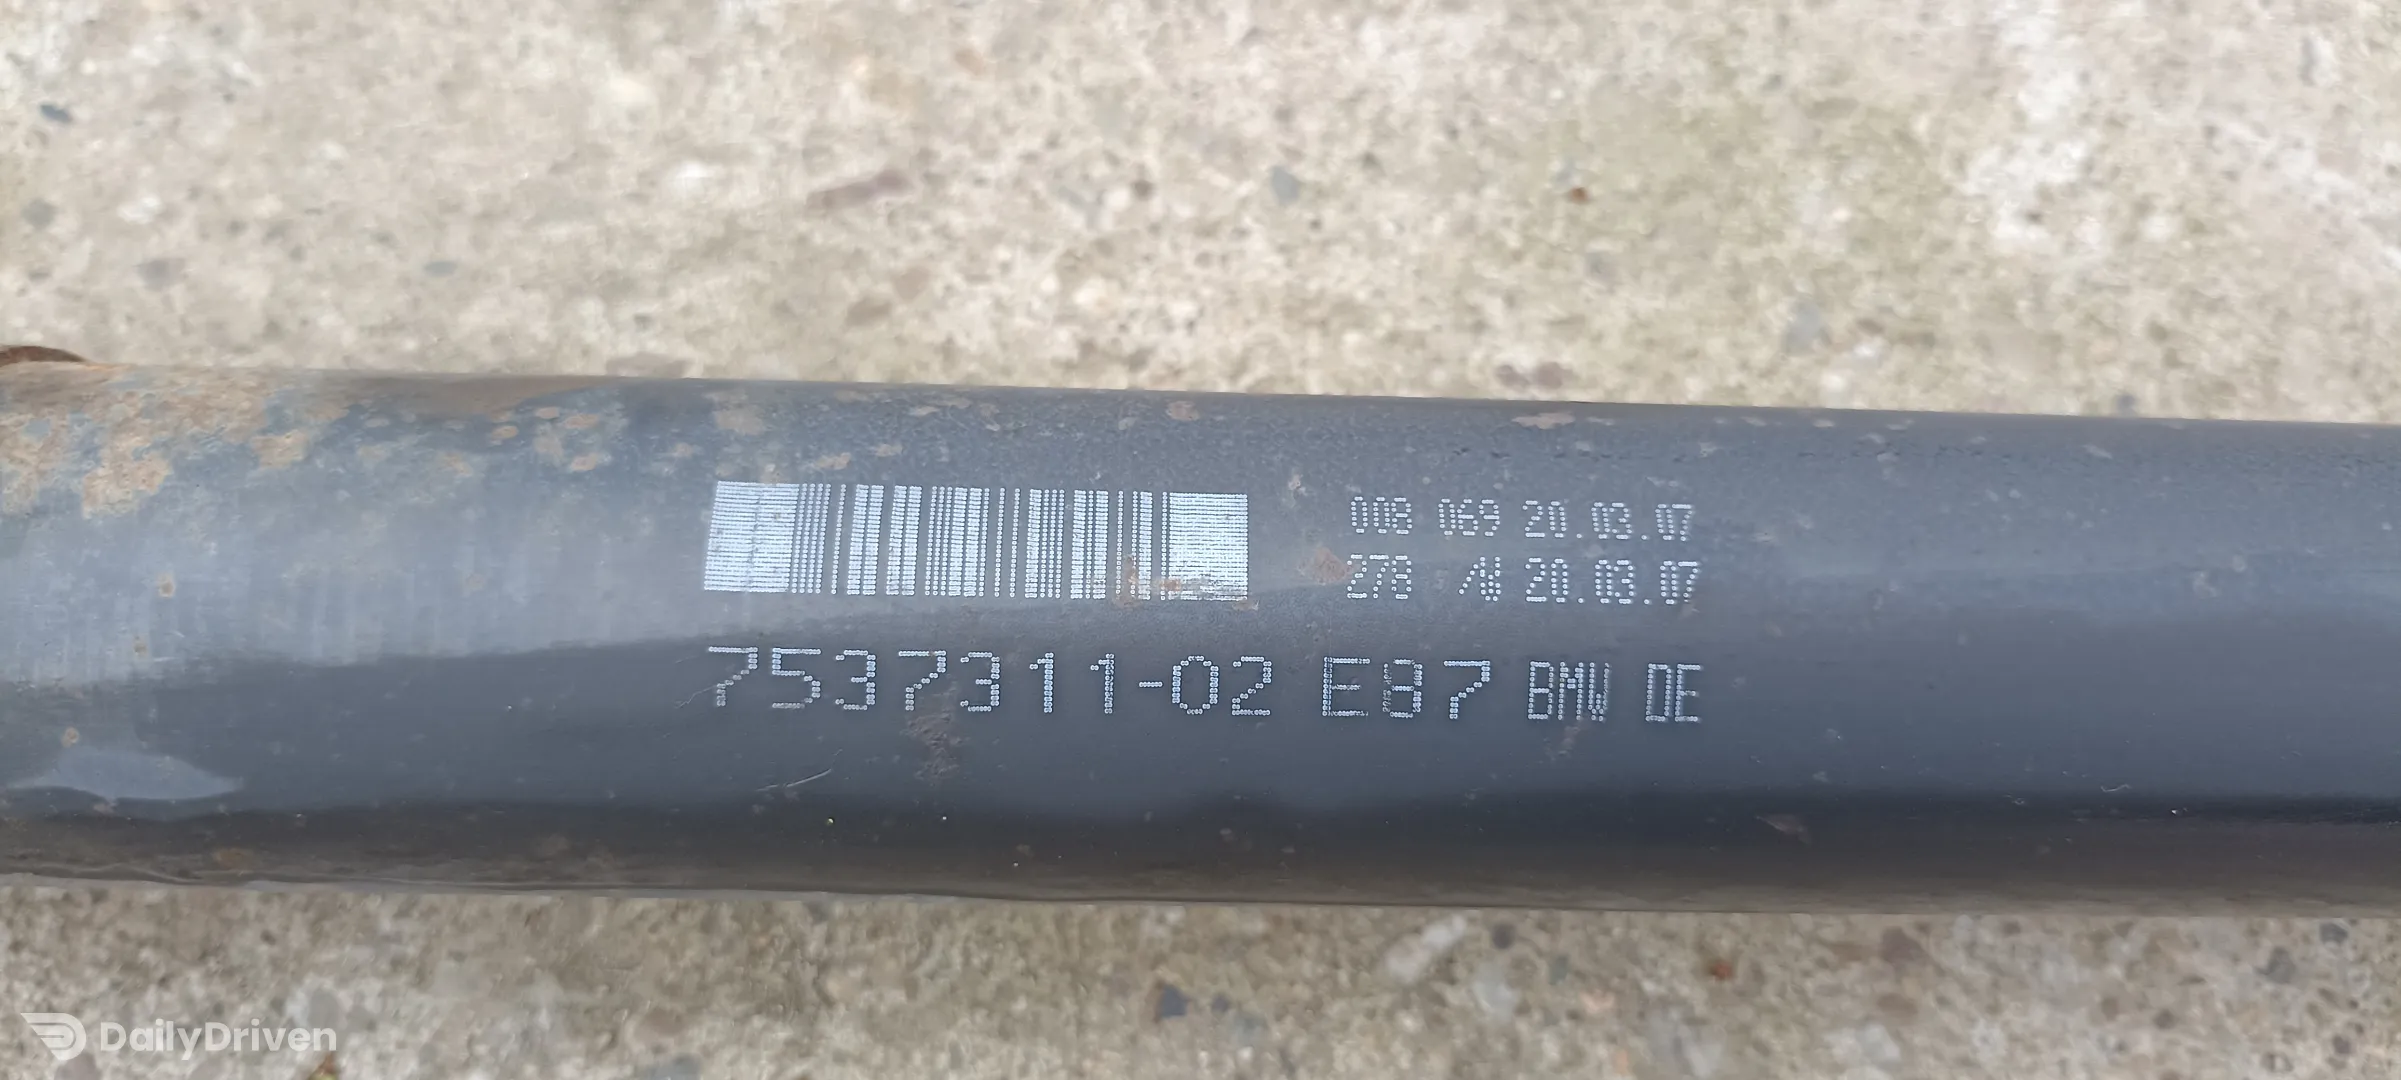 008 069 20.03.07
278 20.03.07
7537311-02 E87 BMW DE
DailyDriven